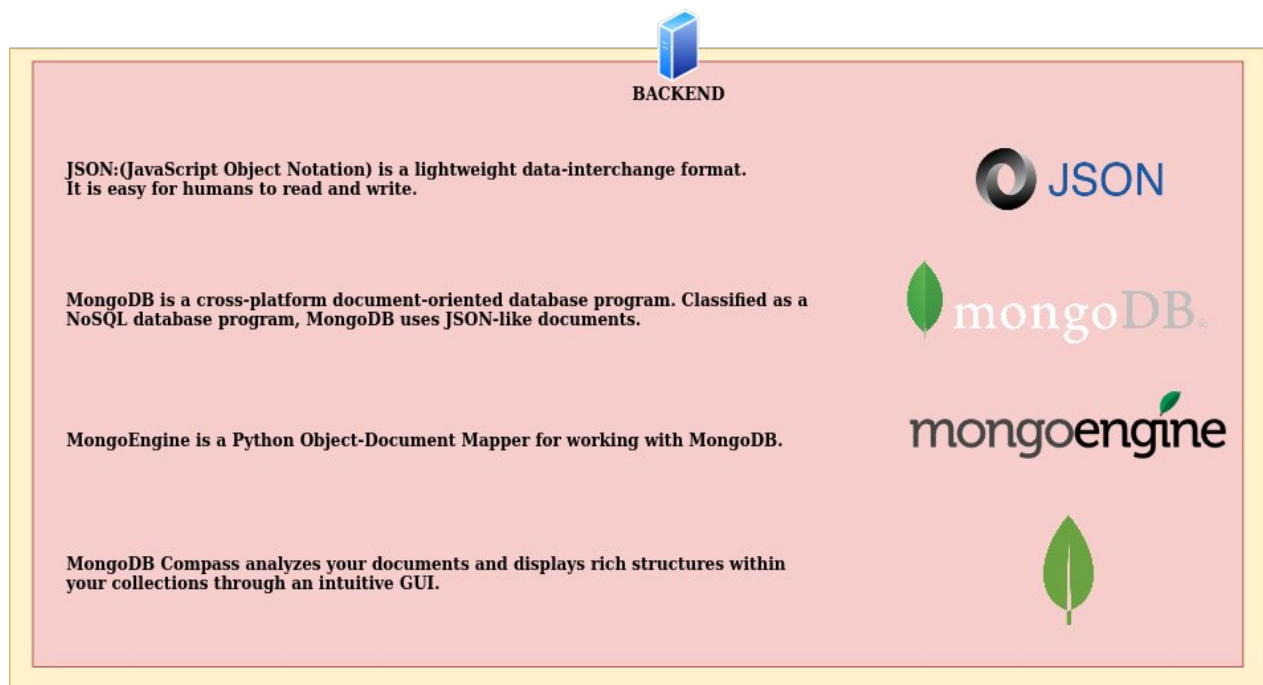 BACKEND
JSON:(JavaScript Object Notation) is a lightweight data-interchange format.
It is easy for humans to read and write.
JSON
MongoDB is a cross-platform document-oriented database program. Classified as a
NoSQL database program, MongoDB uses JSON-like documents.
mongoDB
MongoEngine is a Python Object-Document Mapper for working with MongoDB.
mongoengine
MongoDB Compass analyzes your documents and displays rich structures within
your collections through an intuitive GUI.